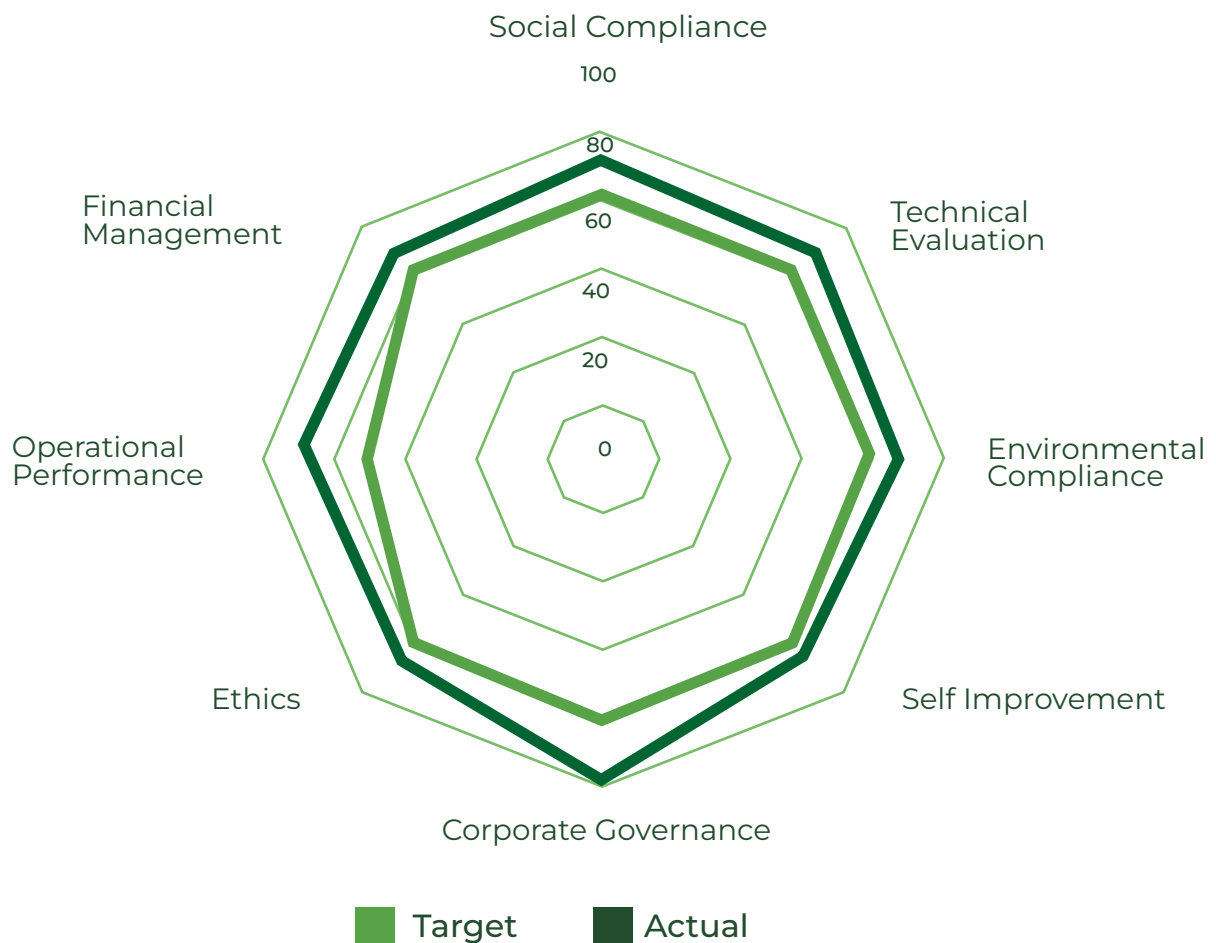 Social Compliance
100
80
60
40
20
0
Financial
Management
Technical
Evaluation
Operational
Performance
Environmental
Compliance
Ethics
Self Improvement
Corporate Governance
Target
Actual